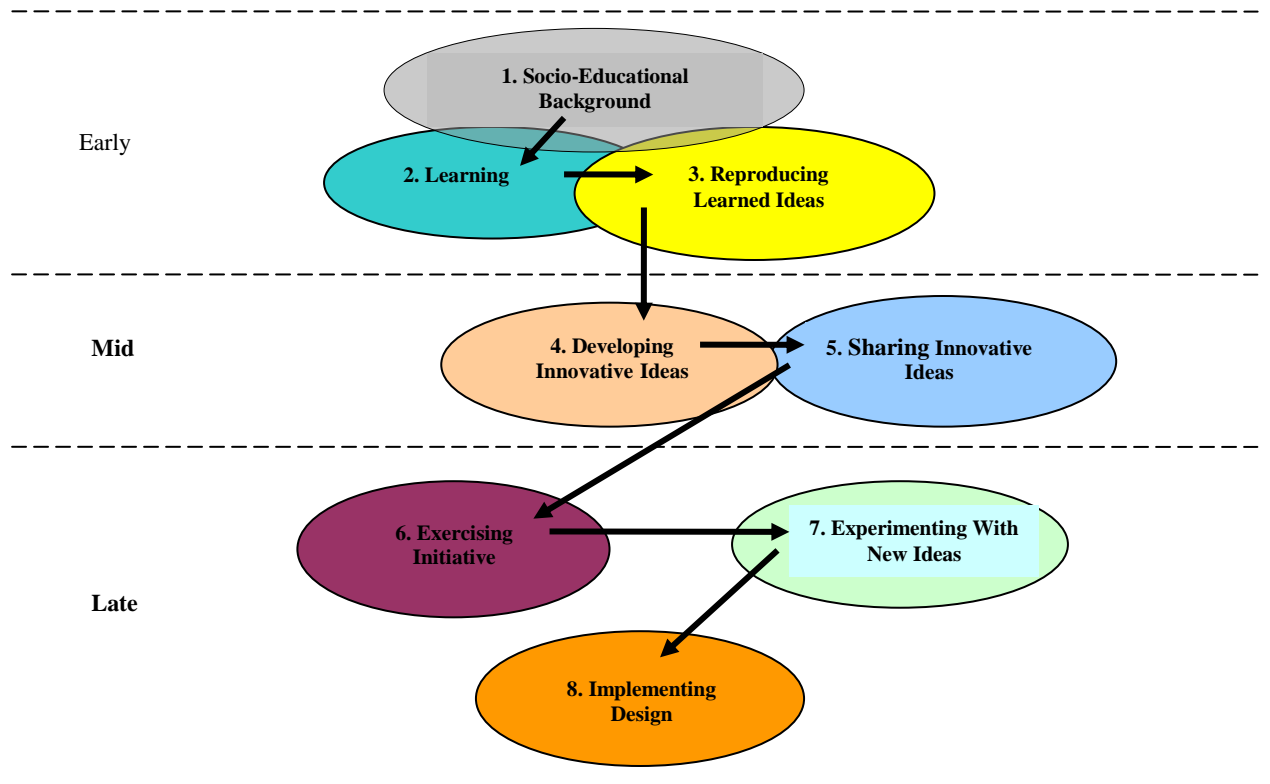 1. Socio-Educational
Background
Early
2. Learning
3. Reproducing
Learned Ideas
Mid
4. Developing
Innovative Ideas
5. Sharing Innovative
Ideas
6. Exercising
Initiative
7. Experimenting With
New Ideas
Late
8. Implementing
Design